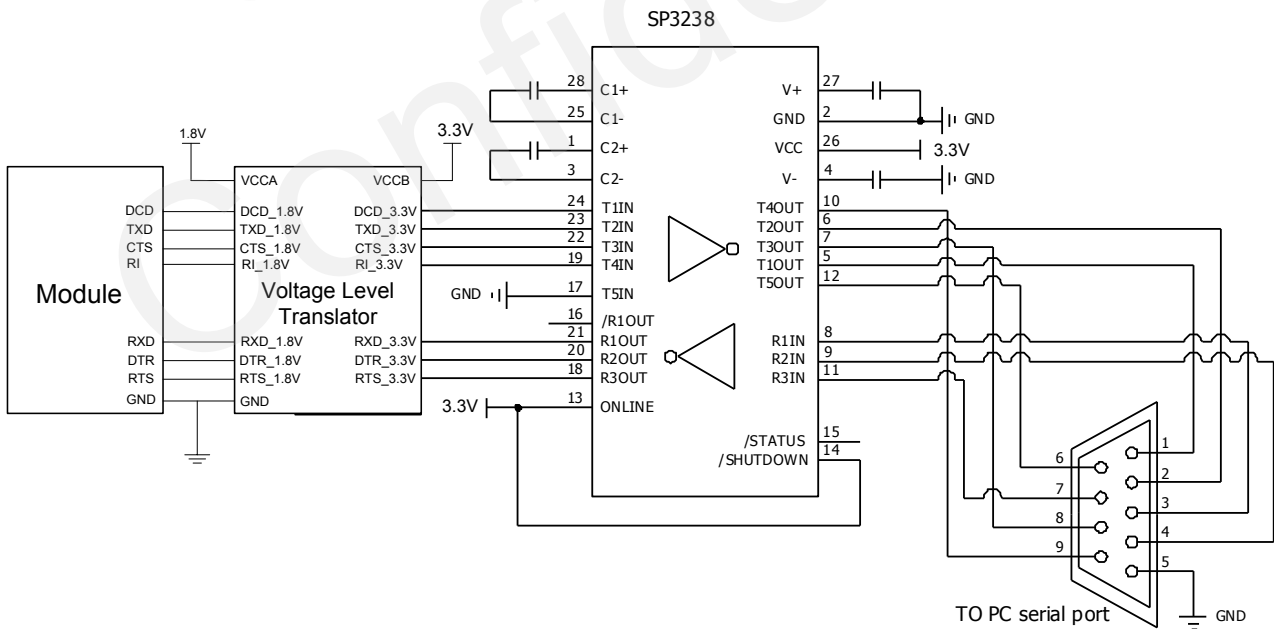 Confide
SP3238
28 C1+
25 C1-
1 C2+
3 C2-
24 T1IN
23 T2IN
22 T3IN
19 T4IN
GND 17 T5IN
16 /R1OUT
21 R1OUT
20 R2OUT
18 R3OUT
3.3V 13 ONLINE
V+ 27
GND 2 GND
VCC 26 3.3V
V- 4 GND
T4OUT 10
T2OUT 6
T3OUT 7
T1OUT 5
T5OUT 12
R1IN 8
R2IN 9
R3IN 11
/STATUS 15
/SHUTDOWN 14
1.8V
3.3V
VCCA VCCB
DCD DCD_1.8V DCD_3.3V
TXD TXD_1.8V TXD_3.3V
CTS CTS_1.8V CTS_3.3V
RI RI_1.8V RI_3.3V
Module
Voltage Level
Translator
RXD RXD_1.8V RXD_3.3V
DTR DTR_1.8V DTR_3.3V
RTS RTS_1.8V RTS_3.3V
GND GND
6
7
8
9
1
2
3
4
5
TO PC serial port
GND